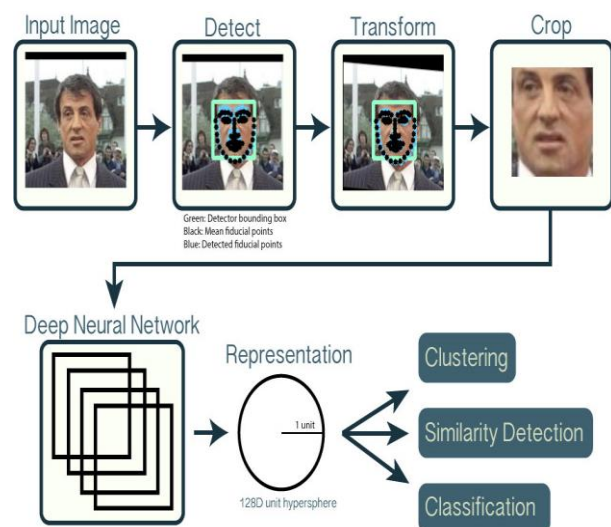 Input Image
Detect
Transform
Crop
Green: Detector bounding box
Black: Mean fiducial points
Blue: Detected fiducial points
Deep Neural Network
Representation
1 unit
128D unit hypersphere
Clustering
Similarity Detection
Classification